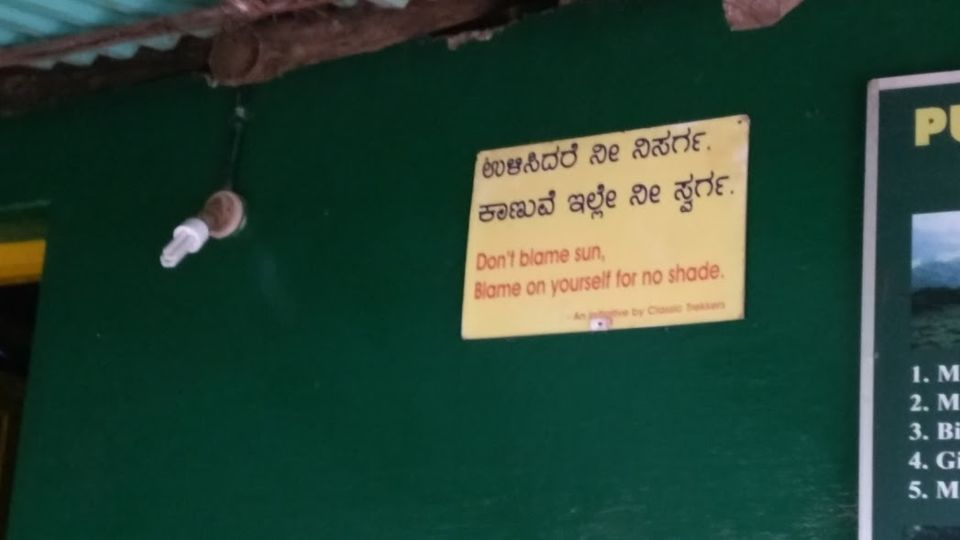 ಉಳಿಸಿದರೆ ನೀ ನಿಸರ್ಗ.
ಕಾಣುವೆ ಇಲ್ಲೇ ನೀ ಸ್ವರ್ಗ.
Don't blame sun,
Blame on yourself for no shade.
- An initiative by Classic Trekkers
PU
1. M
2. M
3. Bi
4. Gi
5. M